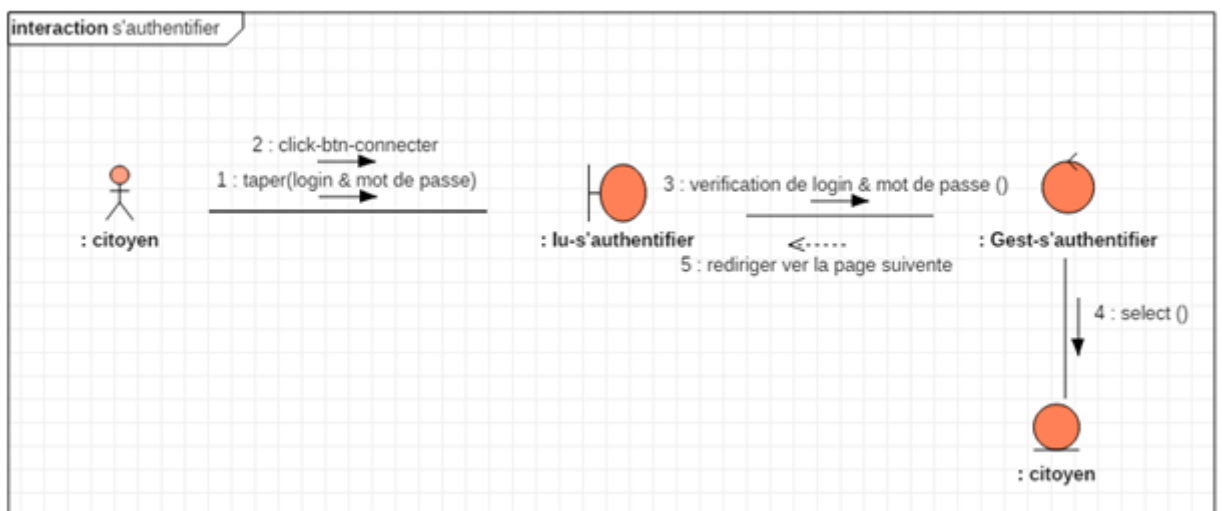 interaction s'authentifier
2 : click-btn-connecter
1 : taper(login & mot de passe)
3 : verification de login & mot de passe ()
: citoyen
: Iu-s'authentifier
: Gest-s'authentifier
5 : rediriger ver la page suivente
4 : select ()
: citoyen